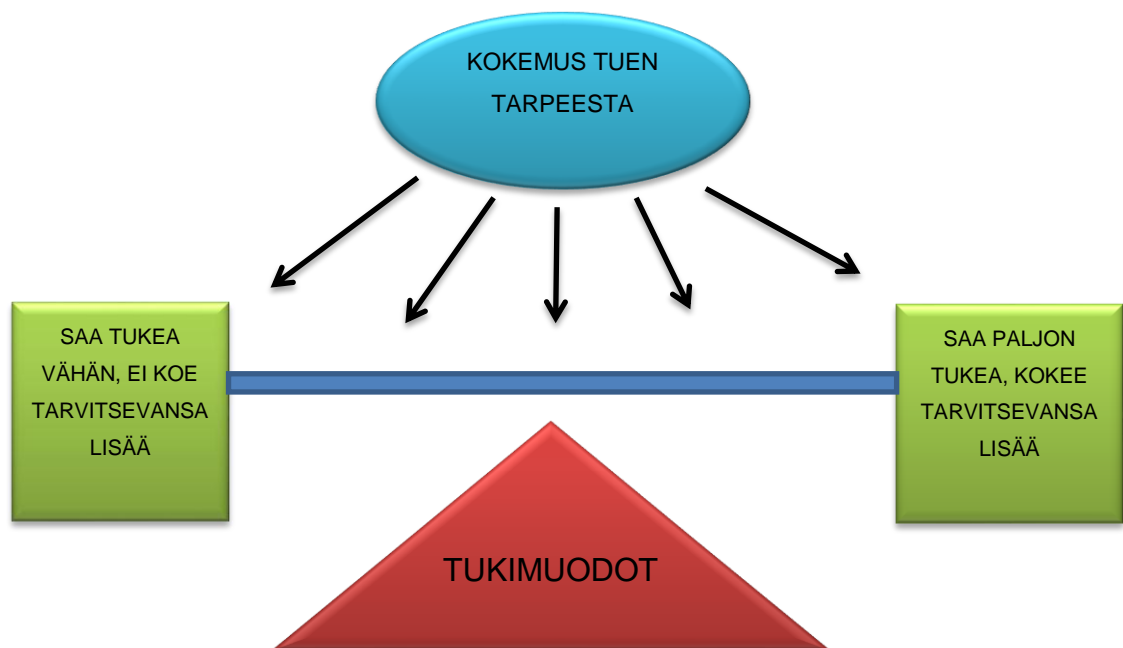 KOKEMUS TUEN
TARPEESTA
SAA TUKEA
VÄHÄN, EI KOE
TARVITSEVANSA
LISÄÄ
SAA PALJON
TUKEA, KOKEE
TARVITSEVANSA
LISÄÄ
TUKIMUODOT